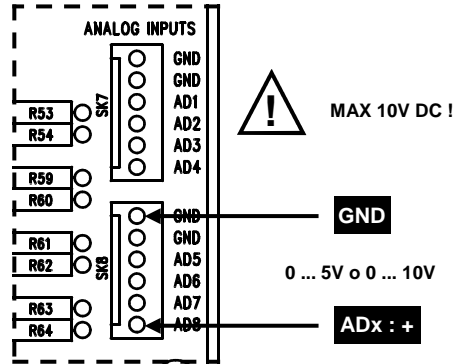 ANALOG INPUTS
GND
GND
AD1
AD2
AD3
AD4
SK7
R53
R54
R59
R60
MAX 10V DC !
!
GND
GND
AD5
AD6
AD7
AD8
SK8
R61
R62
R63
R64
GND
0 ... 5V o 0 ... 10V
ADx : +